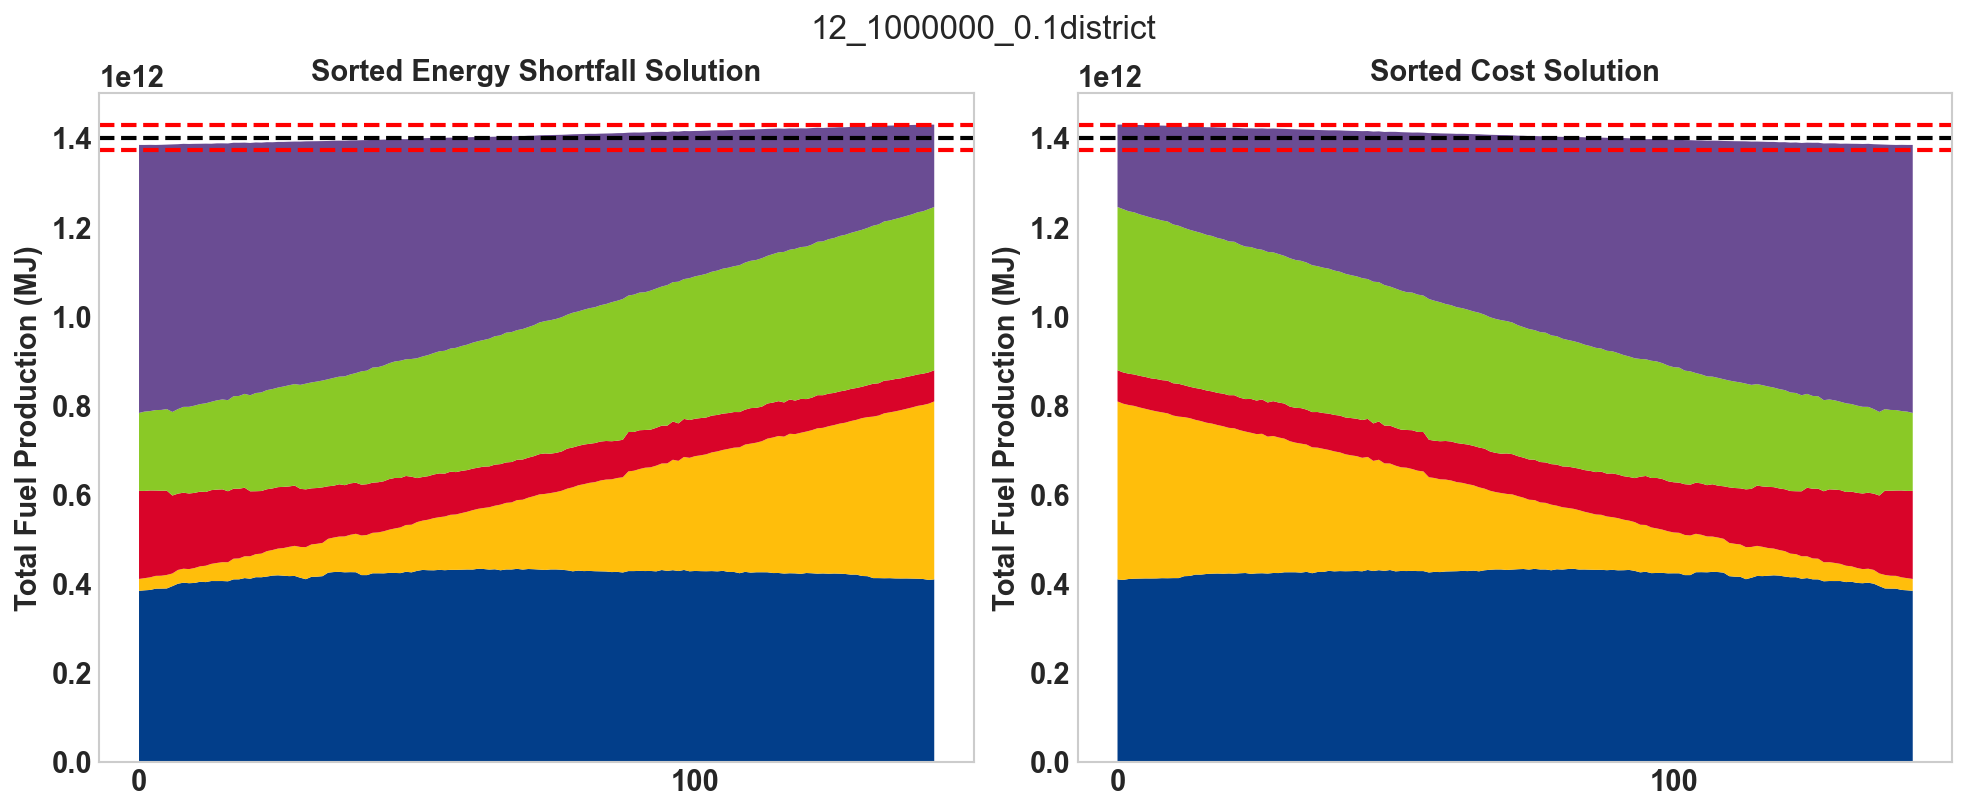 12_1000000_0.1district
Sorted Energy Shortfall Solution
1e12
Total Fuel Production (MJ)
1.4
1.2
1.0
0.8
0.6
0.4
0.2
0.0
0
100
Sorted Cost Solution
1e12
Total Fuel Production (MJ)
1.4
1.2
1.0
0.8
0.6
0.4
0.2
0.0
0
100